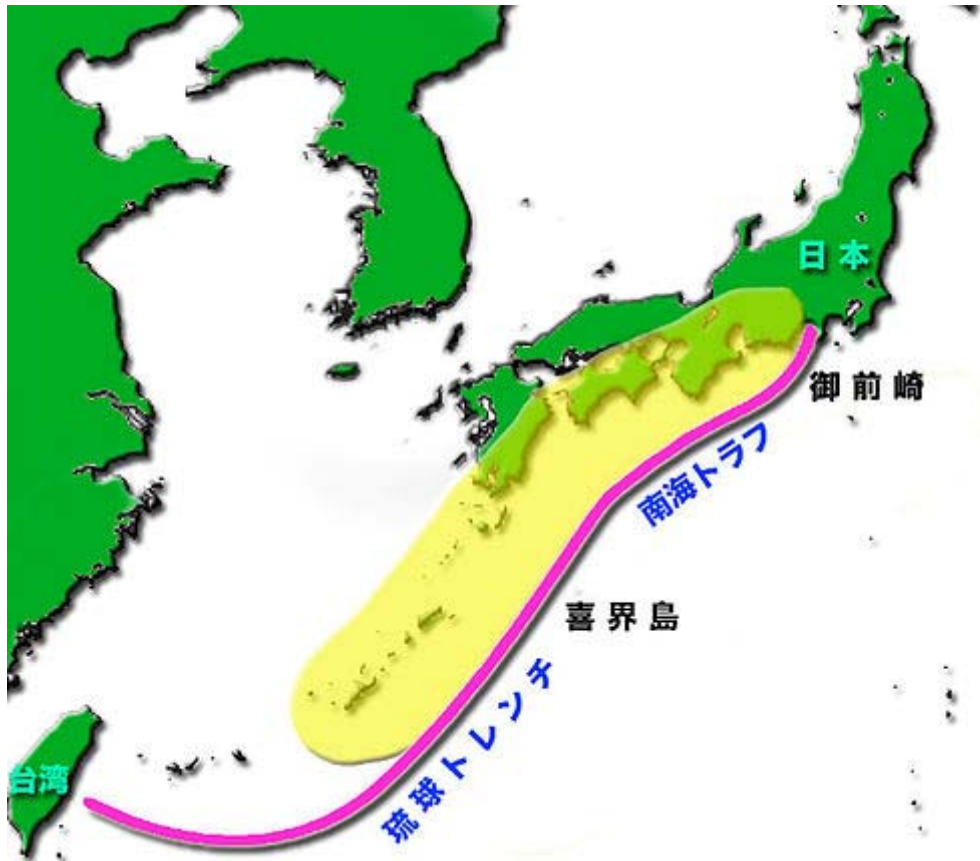 日本
御前崎
南海トラフ
喜界島
琉球トレンチ
台湾